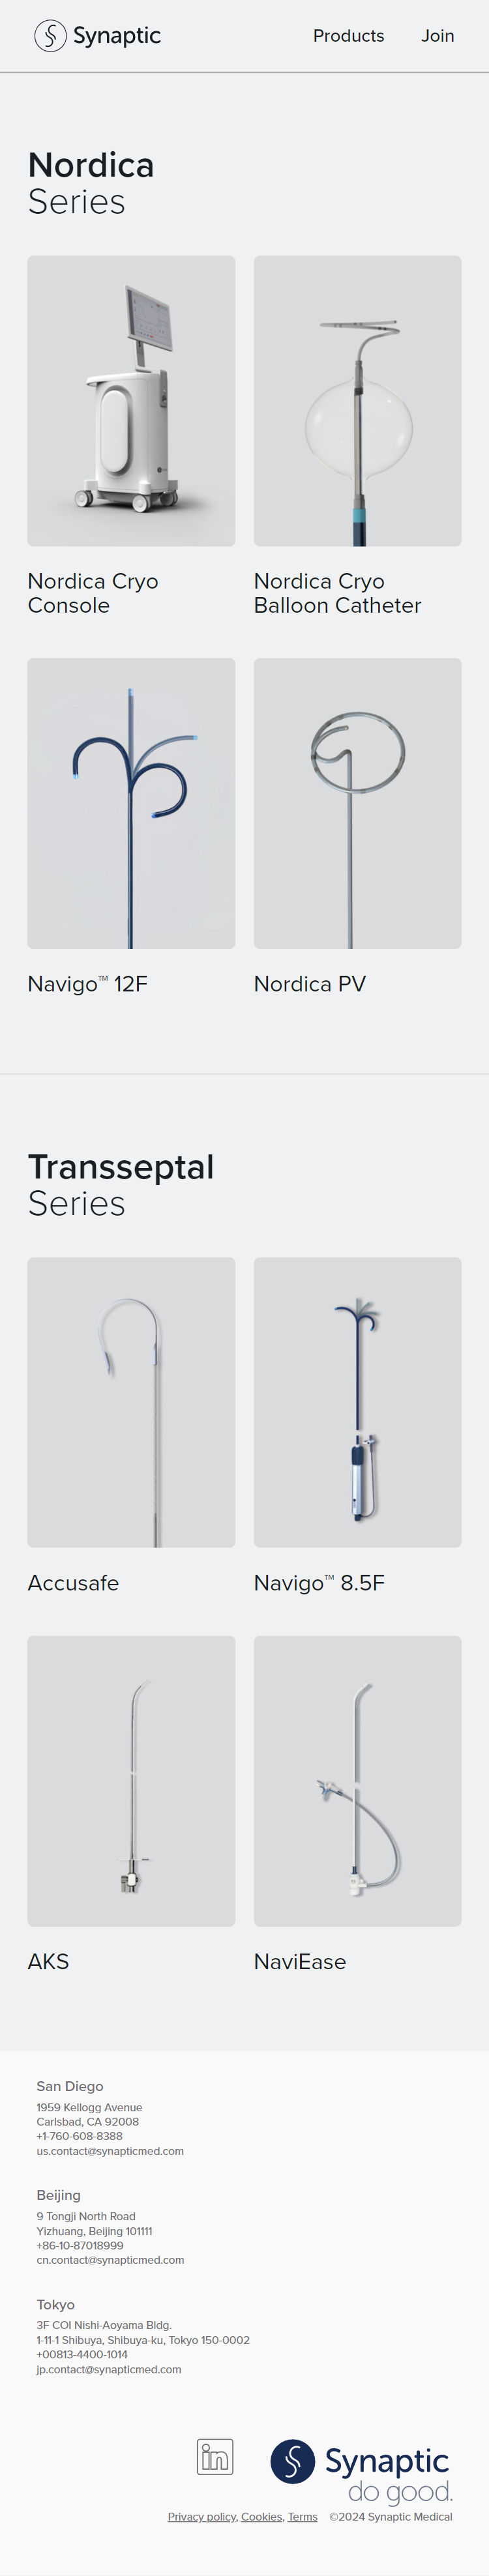 Synaptic
Products
Join
Nordica
Series
Nordica Cryo
Console
Nordica Cryo
Balloon Catheter
Navigo™ 12F
Nordica PV
Transseptal
Series
Accusafe
Navigo™ 8.5F
AKS
NaviEase
San Diego
1959 Kellogg Avenue
Carlsbad, CA 92008
+1-760-608-8388
us.contact@synapticmed.com
Beijing
9 Tongji North Road
Yizhuang, Beijing 101111
+86-10-87018999
cn.contact@synapticmed.com
Tokyo
3F COI Nishi-Aoyama Bldg.
1-11-1 Shibuya, Shibuya-ku, Tokyo 150-0002
+00813-4400-1014
jp.contact@synapticmed.com
in
Synaptic
do good.
Privacy policy, Cookies, Terms ©2024 Synaptic Medical